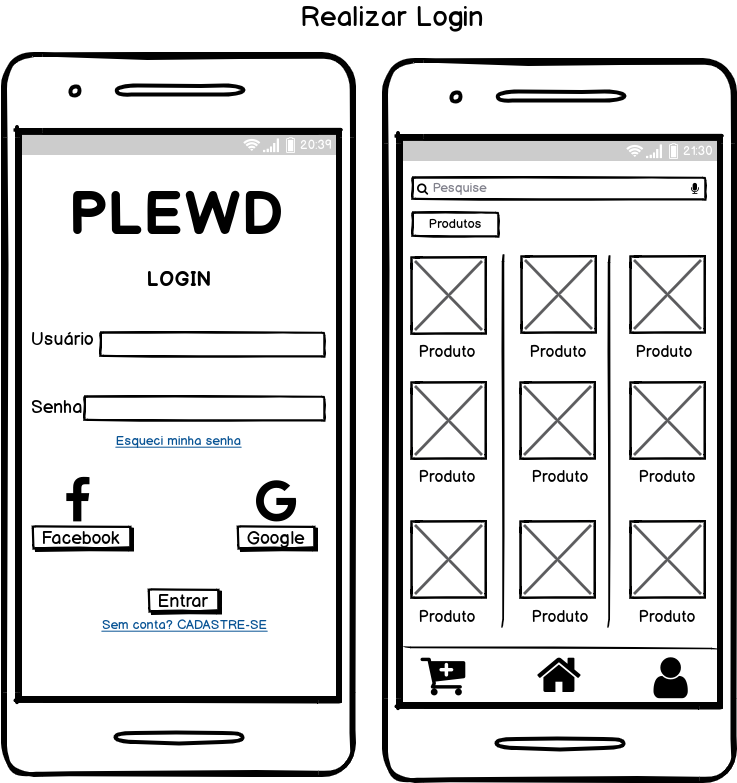 Realizar Login
20:39
PLEWD
LOGIN
Usuário
Senha
Esqueci minha senha
Facebook
Google
Entrar
Sem conta? CADASTRE-SE
21:30
Pesquise
Produtos
Produto Produto Produto
Produto Produto Produto
Produto Produto Produto